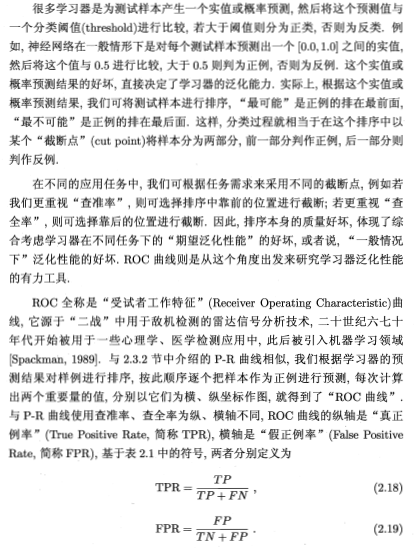 很多学习器是为测试样本产生一个实值或概率预测, 然后将这个预测值与
一个分类阈值(threshold)进行比较, 若大于阈值则分为正类, 否则为反类. 例
如, 神经网络在一般情形下是对每个测试样本预测出一个 [0.0, 1.0] 之间的实值,
然后将这个值与 0.5 进行比较, 大于 0.5 则判为正例, 否则为反例. 这个实值或
概率预测结果的好坏, 直接决定了学习器的泛化能力. 实际上, 根据这个实值或
概率预测结果, 我们可将测试样本进行排序, “最可能”是正例的排在最前面,
“最不可能”是正例的排在最后面. 这样, 分类过程就相当于在这个排序中以
某个“截断点”(cut point)将样本分为两部分, 前一部分判作正例, 后一部分则
判作反例.
在不同的应用任务中, 我们可根据任务需求来采用不同的截断点, 例如若
我们更重视“查准率”, 则可选择排序中靠前的位置进行截断; 若更重视“查
全率”, 则可选择靠后的位置进行截断. 因此, 排序本身的质量好坏, 体现了综
合考虑学习器在不同任务下的“期望泛化性能”的好坏, 或者说, “一般情况
下”泛化性能的好坏. ROC 曲线则是从这个角度出发来研究学习器泛化性能
的有力工具.
ROC 全称是“受试者工作特征”(Receiver Operating Characteristic)曲
线, 它源于“二战”中用于敌机检测的雷达信号分析技术, 二十世纪六七十
年代开始被用于一些心理学、医学检测应用中, 此后被引入机器学习领域
[Spackman, 1989]. 与 2.3.2 节中介绍的 P-R 曲线相似, 我们根据学习器的预
测结果对样例进行排序, 按此顺序逐个把样本作为正例进行预测, 每次计算
出两个重要量的值, 分别以它们为横、纵坐标作图, 就得到了“ROC 曲线”.
与 P-R 曲线使用查准率、查全率为纵、横轴不同, ROC 曲线的纵轴是“真正
例率”(True Positive Rate, 简称 TPR), 横轴是“假正例率”(False Positive
Rate, 简称 FPR), 基于表 2.1 中的符号, 两者分别定义为
TPR = TP / (TP + FN) , (2.18)
FPR = FP / (TN + FP) . (2.19)